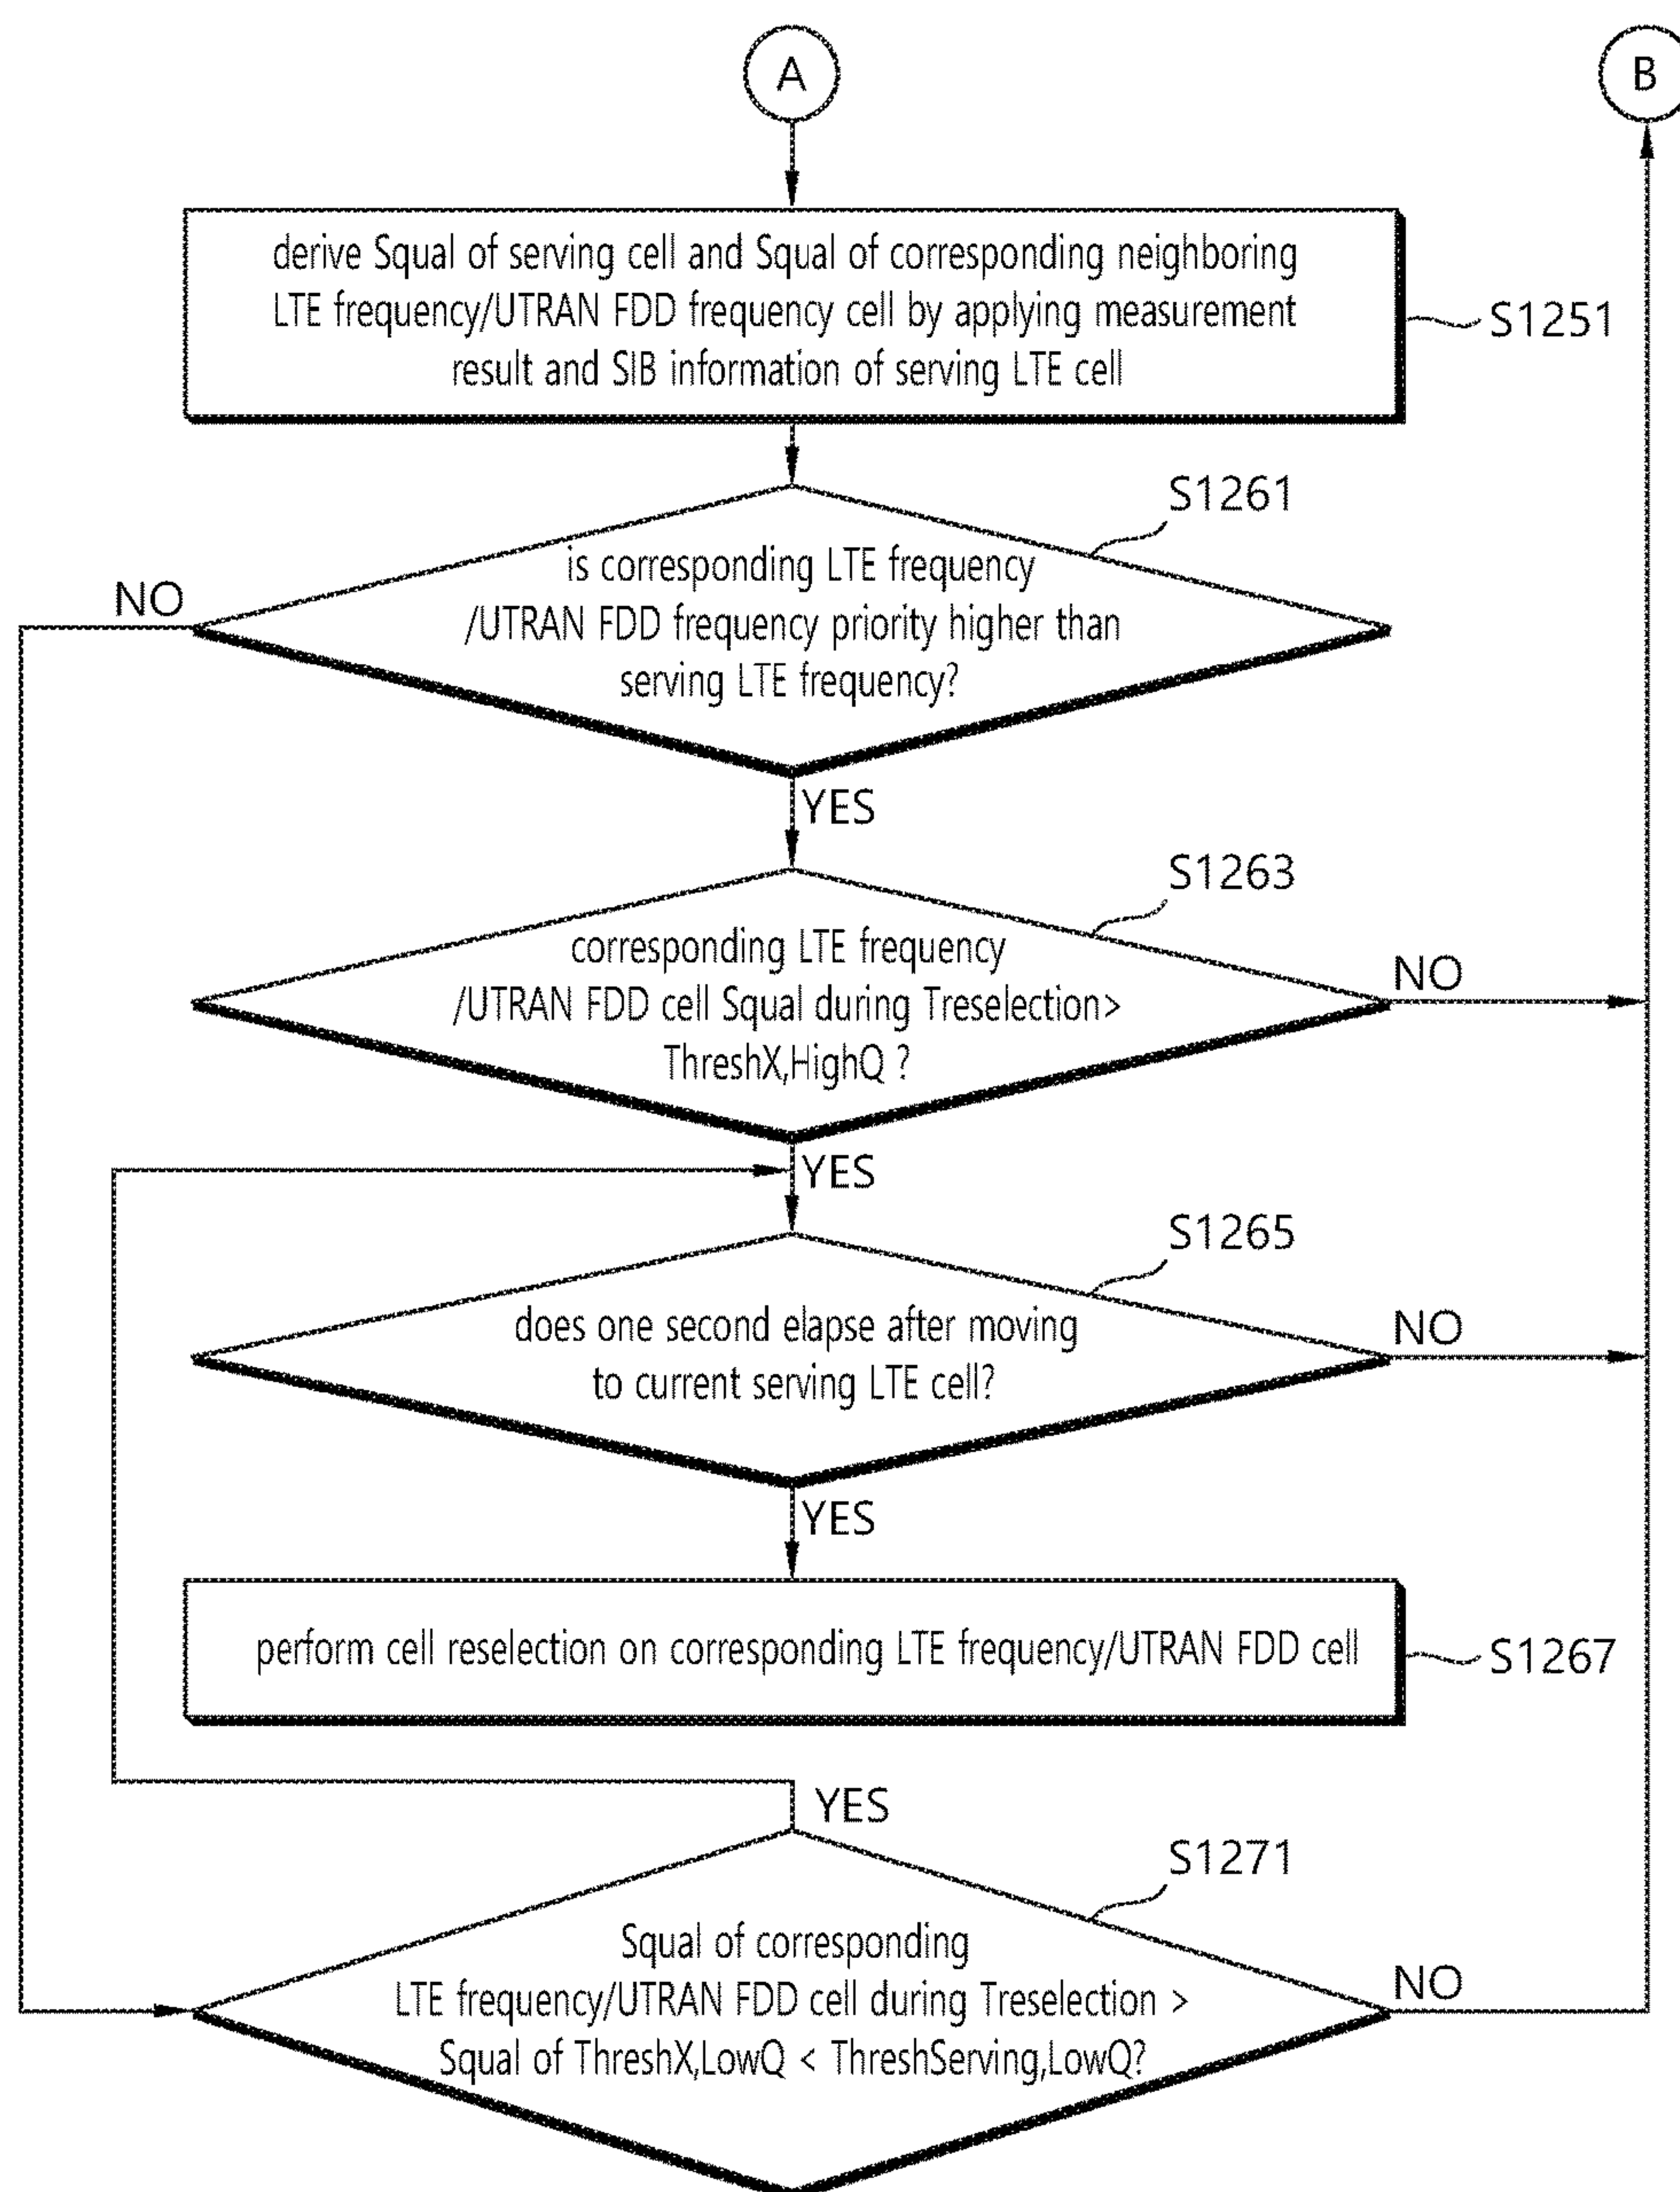 A
B
derive Squal of serving cell and Squal of corresponding neighboring
LTE frequency/UTRAN FDD frequency cell by applying measurement
result and SIB information of serving LTE cell
S1251
S1261
is corresponding LTE frequency
/UTRAN FDD frequency priority higher than
serving LTE frequency?
NO
YES
S1263
corresponding LTE frequency
/UTRAN FDD cell Squal during Treselection>
ThreshX,HighQ ?
NO
YES
S1265
does one second elapse after moving
to current serving LTE cell?
NO
YES
perform cell reselection on corresponding LTE frequency/UTRAN FDD cell
S1267
YES
S1271
Squal of corresponding
LTE frequency/UTRAN FDD cell during Treselection >
Squal of ThreshX,LowQ < ThreshServing,LowQ?
NO